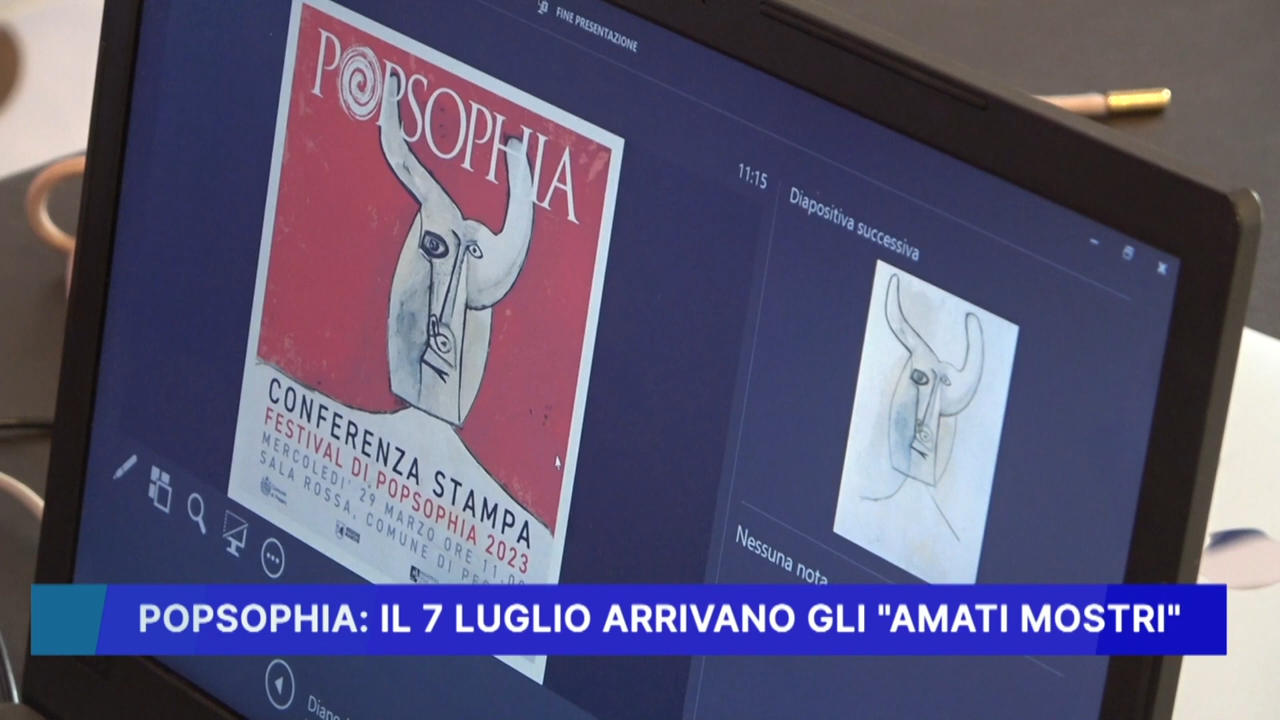 FINE PRESENTAZIONE
POPSOPHIA
CONFERENZA STAMPA
FESTIVAL DI POPSOPHIA 2023
MERCOLEDI' 29 MARZO ORE 11:00
SALA ROSSA, COMUNE DI
11:15
Diapositiva successiva
Nessuna nota
POPSOPHIA: IL 7 LUGLIO ARRIVANO GLI "AMATI MOSTRI"